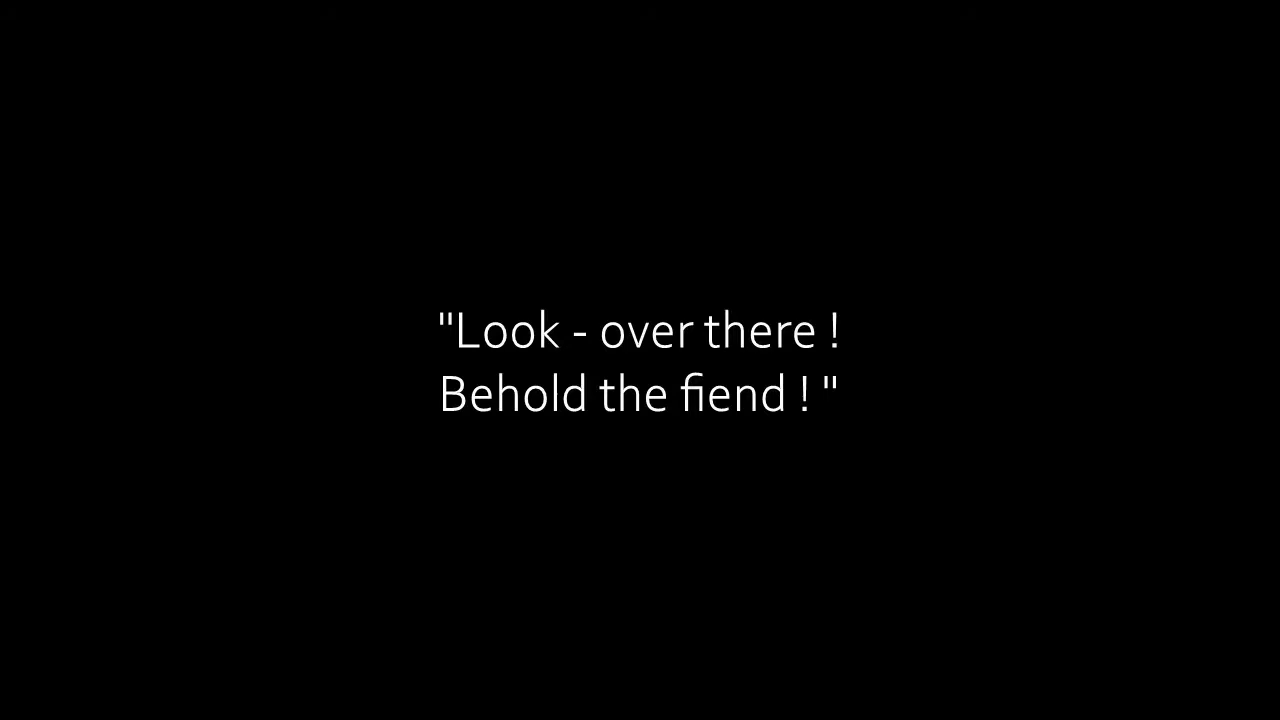 "Look - over there !
Behold the fiend ! "